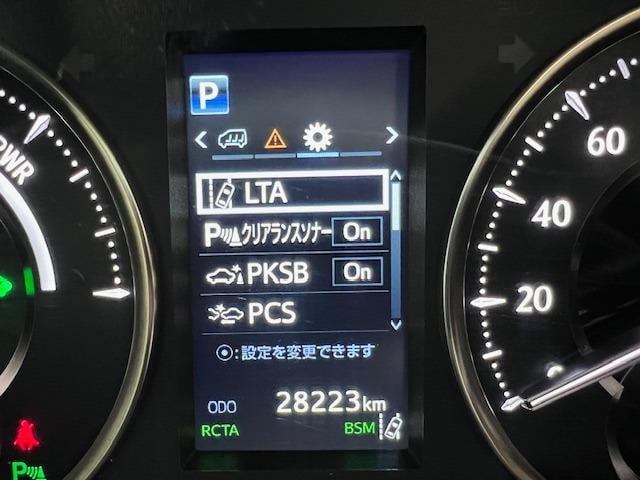 P
PWR
LTA
P クリアランスソナー On
PKSB On
PCS
:設定を変更できます
ODO 28223km
RCTA BSM
P
60
40
20
0